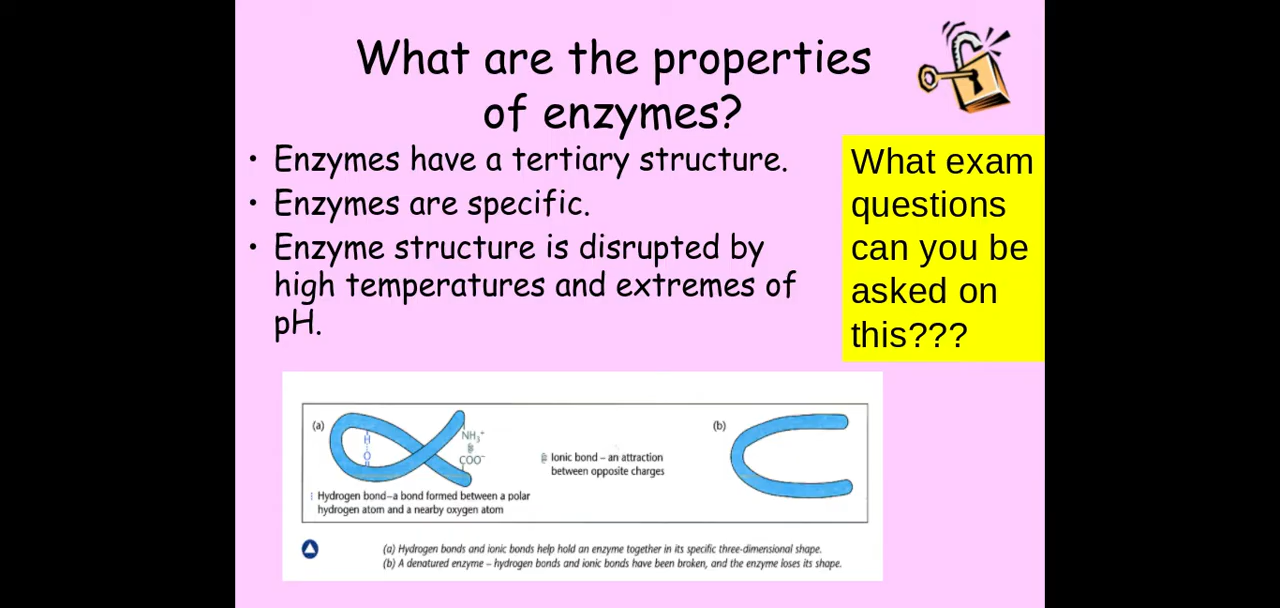 What are the properties
of enzymes?
• Enzymes have a tertiary structure.
• Enzymes are specific.
• Enzyme structure is disrupted by
high temperatures and extremes of
pH.
What exam
questions
can you be
asked on
this???
(a)
H
O
NH₃⁺
COO⁻
Hydrogen bond–a bond formed between a polar
hydrogen atom and a nearby oxygen atom
Ionic bond – an attraction
between opposite charges
(b)
(a) Hydrogen bonds and ionic bonds help hold an enzyme together in its specific three-dimensional shape.
(b) A denatured enzyme – hydrogen bonds and ionic bonds have been broken, and the enzyme loses its shape.